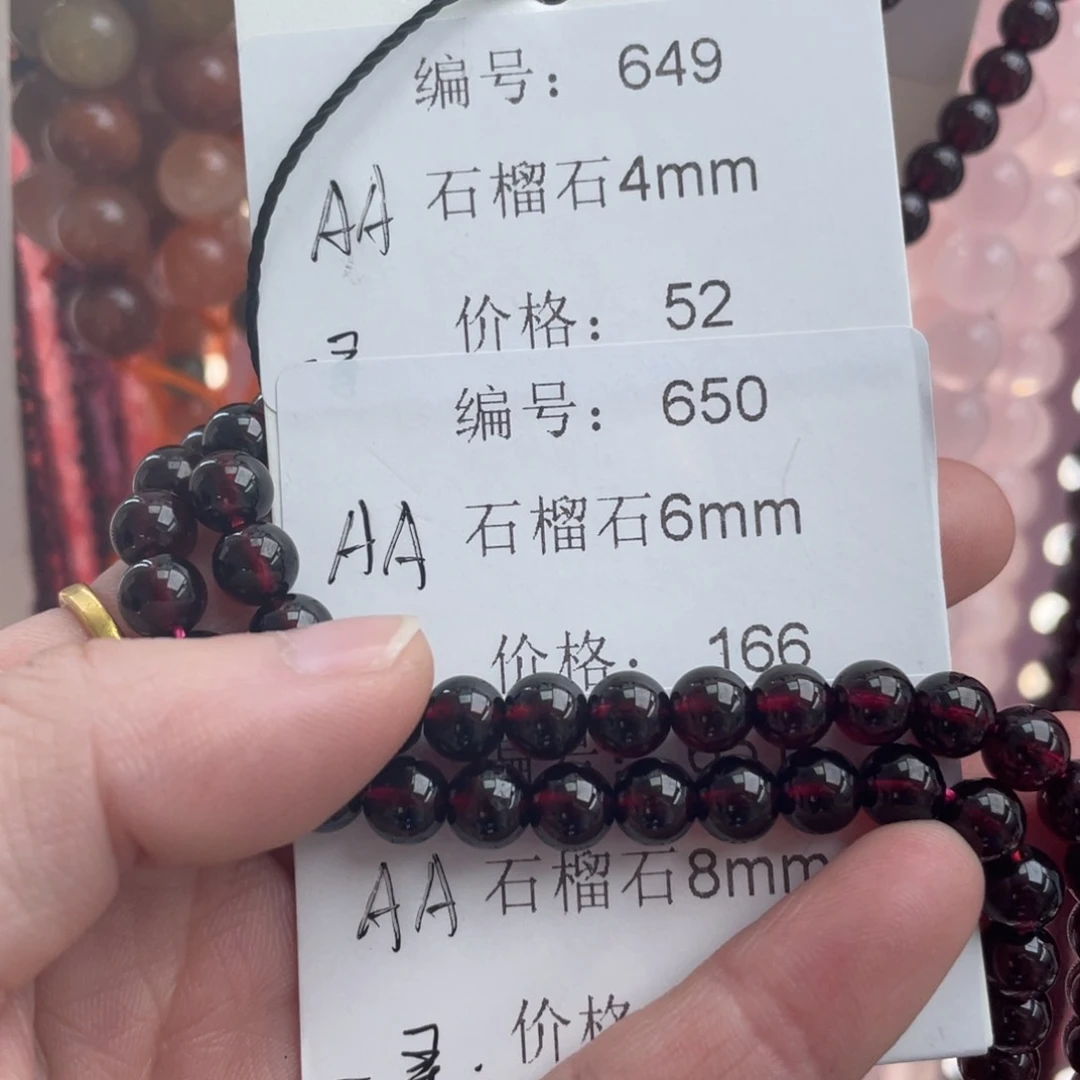 编号： 649
AA 石榴石4mm
价格： 52
编号： 650
AA 石榴石6mm
价格： 166
AA 石榴石8mm
价格